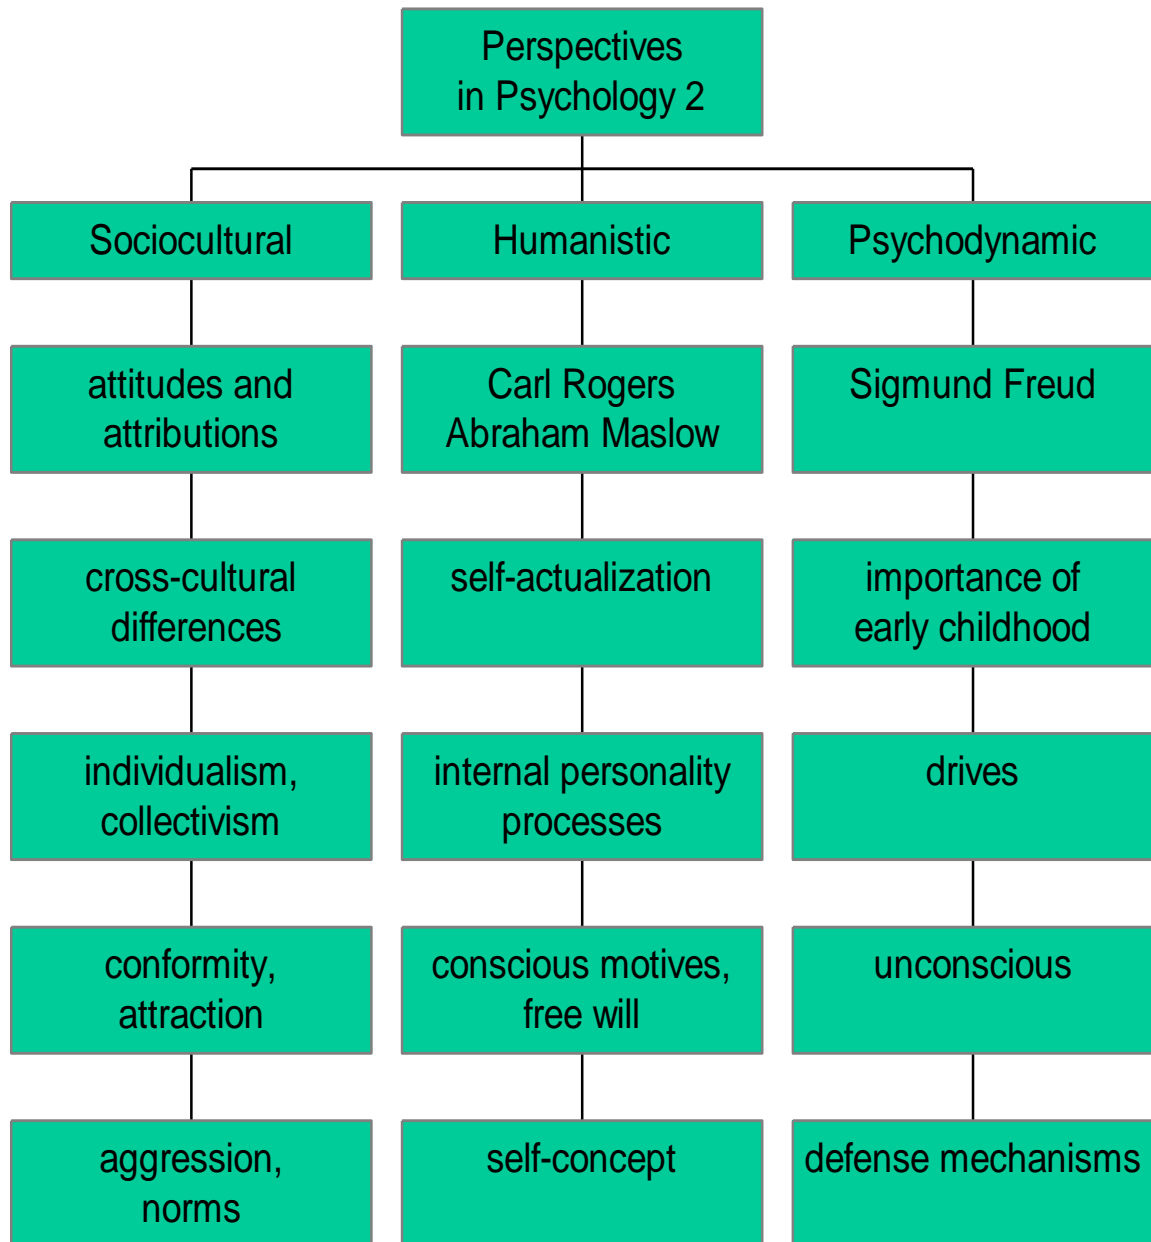 Perspectives
in Psychology 2
Sociocultural
Humanistic
Psychodynamic
attitudes and
attributions
Carl Rogers
Abraham Maslow
Sigmund Freud
cross-cultural
differences
self-actualization
importance of
early childhood
individualism,
collectivism
internal personality
processes
drives
conformity,
attraction
conscious motives,
free will
unconscious
aggression,
norms
self-concept
defense mechanisms